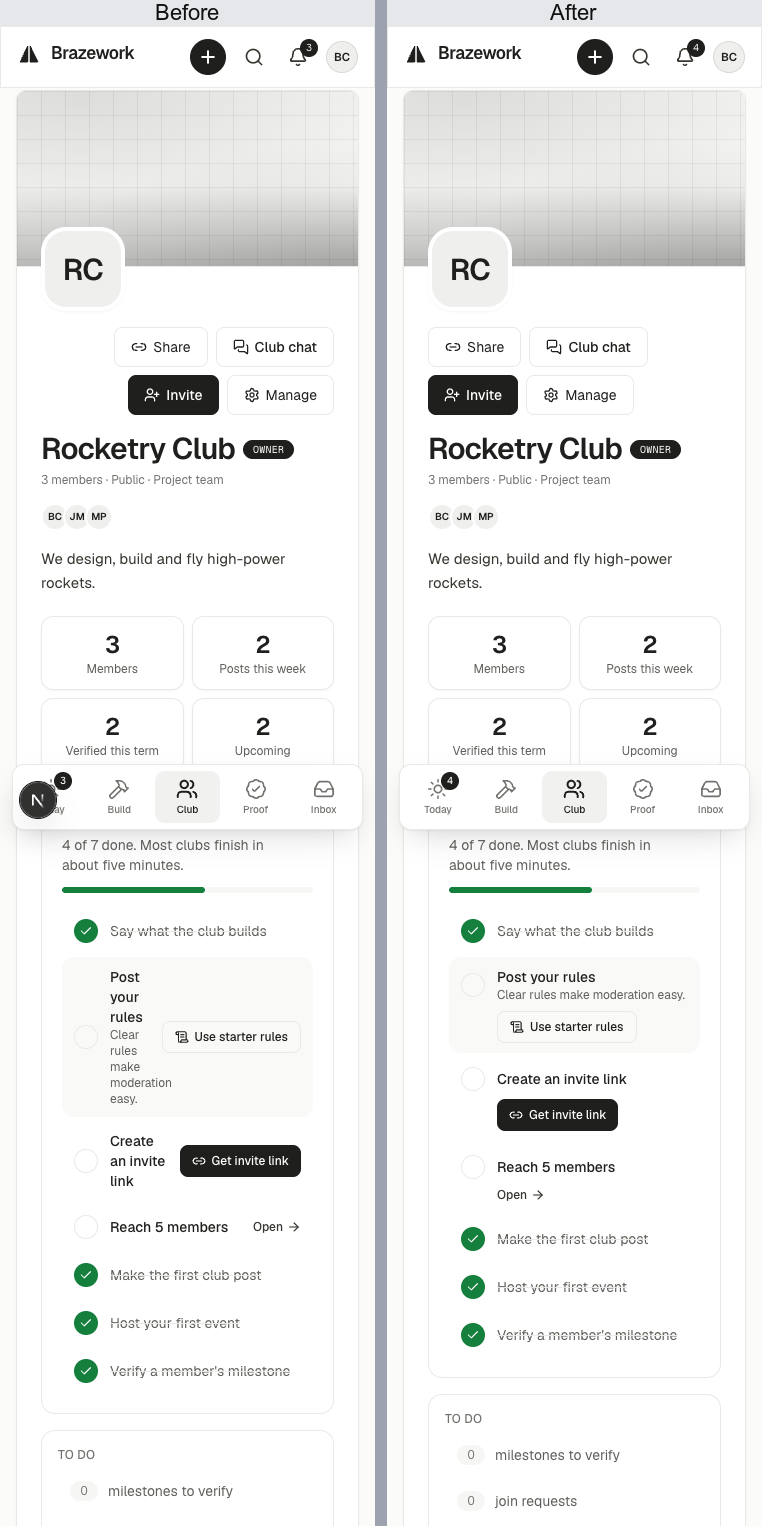 Before
Brazework
3
BC
RC
Share
Club chat
Invite
Manage
Rocketry Club OWNER
3 members · Public · Project team
BC JM MP
We design, build and fly high-power
rockets.
3
Members
2
Posts this week
2
Verified this term
2
Upcoming
N
3
Build
Club
Proof
Inbox
4 of 7 done. Most clubs finish in
about five minutes.
Say what the club builds
Post
your
rules
Clear
rules
make
moderation
easy.
Use starter rules
Create
an invite
link
Get invite link
Reach 5 members
Open →
Make the first club post
Host your first event
Verify a member's milestone
TO DO
0 milestones to verify
After
Brazework
4
BC
RC
Share
Club chat
Invite
Manage
Rocketry Club OWNER
3 members · Public · Project team
BC JM MP
We design, build and fly high-power
rockets.
3
Members
2
Posts this week
2
Verified this term
2
Upcoming
4
Today
Build
Club
Proof
Inbox
4 of 7 done. Most clubs finish in
about five minutes.
Say what the club builds
Post your rules
Clear rules make moderation easy.
Use starter rules
Create an invite link
Get invite link
Reach 5 members
Open →
Make the first club post
Host your first event
Verify a member's milestone
TO DO
0 milestones to verify
0 join requests